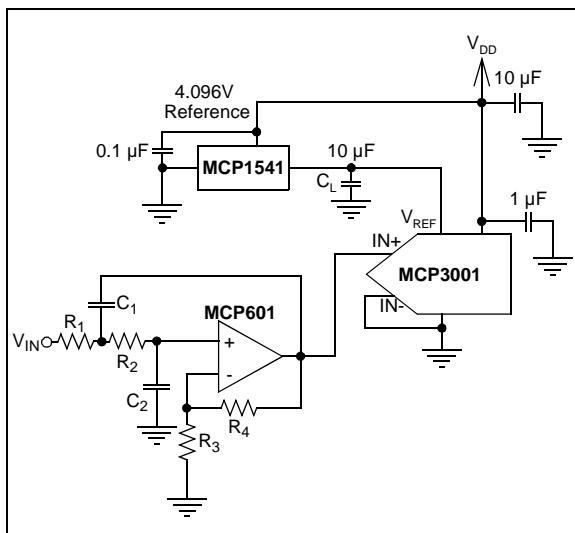 V_DD
10 µF
4.096V
Reference
0.1 µF
MCP1541
10 µF
C_L
1 µF
V_REF
IN+
MCP3001
IN-
C_1
MCP601
V_IN
R_1
R_2
+
-
C_2
R_4
R_3